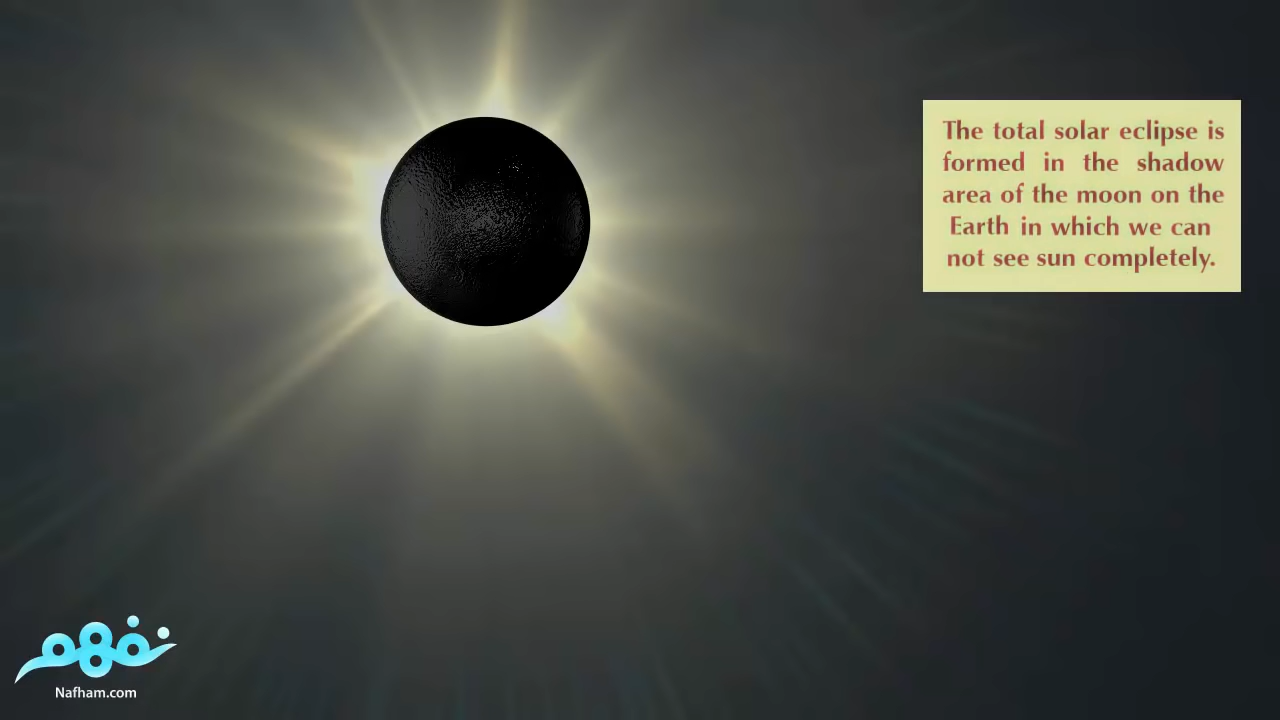 The total solar eclipse is
formed in the shadow
area of the moon on the
Earth in which we can
not see sun completely.
نفهم
Nafham.com